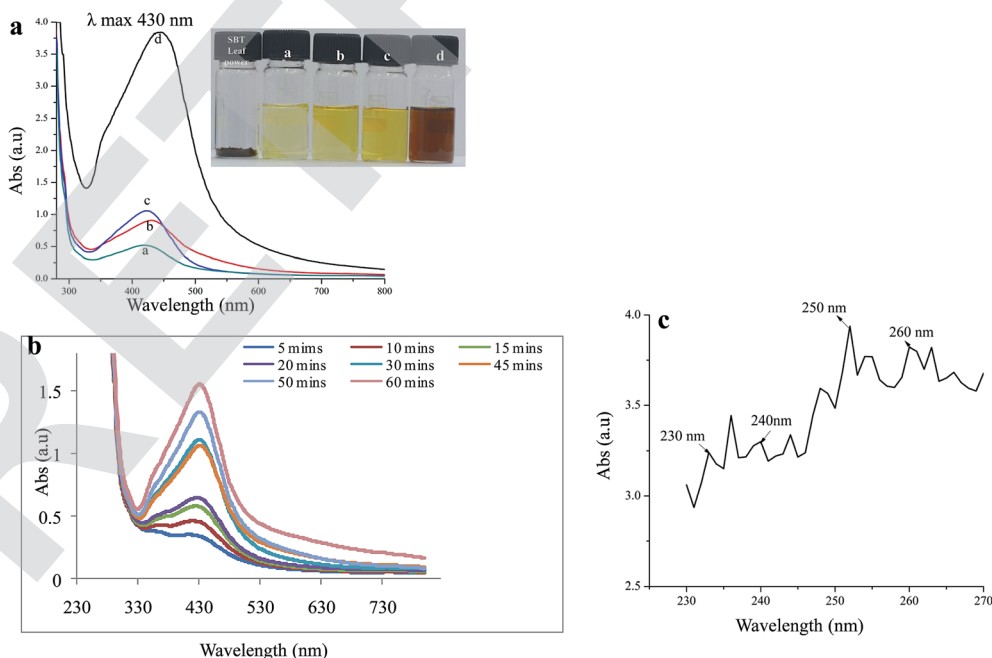 a
λ max 430 nm
4.0
3.5
3.0
2.5
2.0
1.5
1.0
0.5
0.0
Abs (a.u)
300 400 500 600 700 800
Wavelength (nm)
d
c
b
a
SBT
Leaf
power
a b c d
b
5 mims 10 mins 15 mins
20 mins 30 mins 45 mins
50 mins 60 mins
1.5
1
0.5
0
Abs (a.u)
230 330 430 530 630 730
Wavelength (nm)
c
4.0
3.5
3.0
2.5
Abs (a.u)
250 nm
260 nm
240nm
230 nm
230 240 250 260 270
Wavelength (nm)